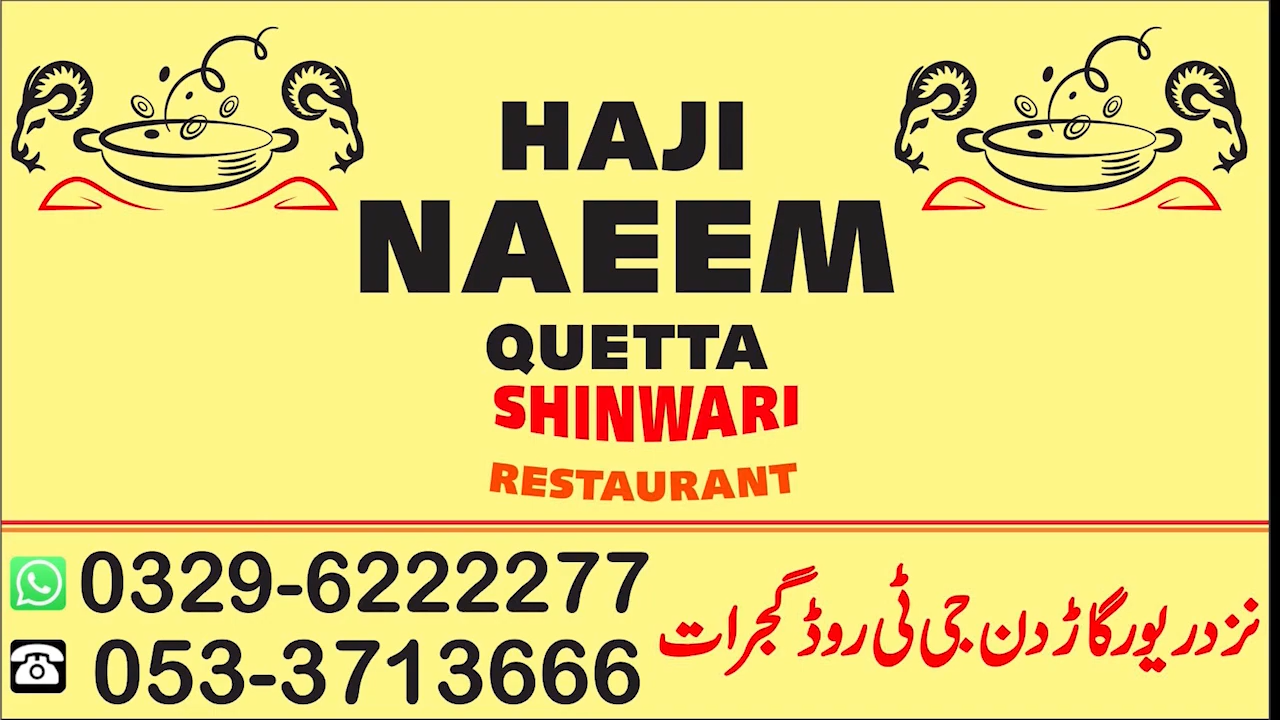 HAJI
NAEEM
QUETTA
SHINWARI
RESTAURANT
0329-6222277
053-3713666
نزد ریور گارڈن جی ٹی روڈ گجرات